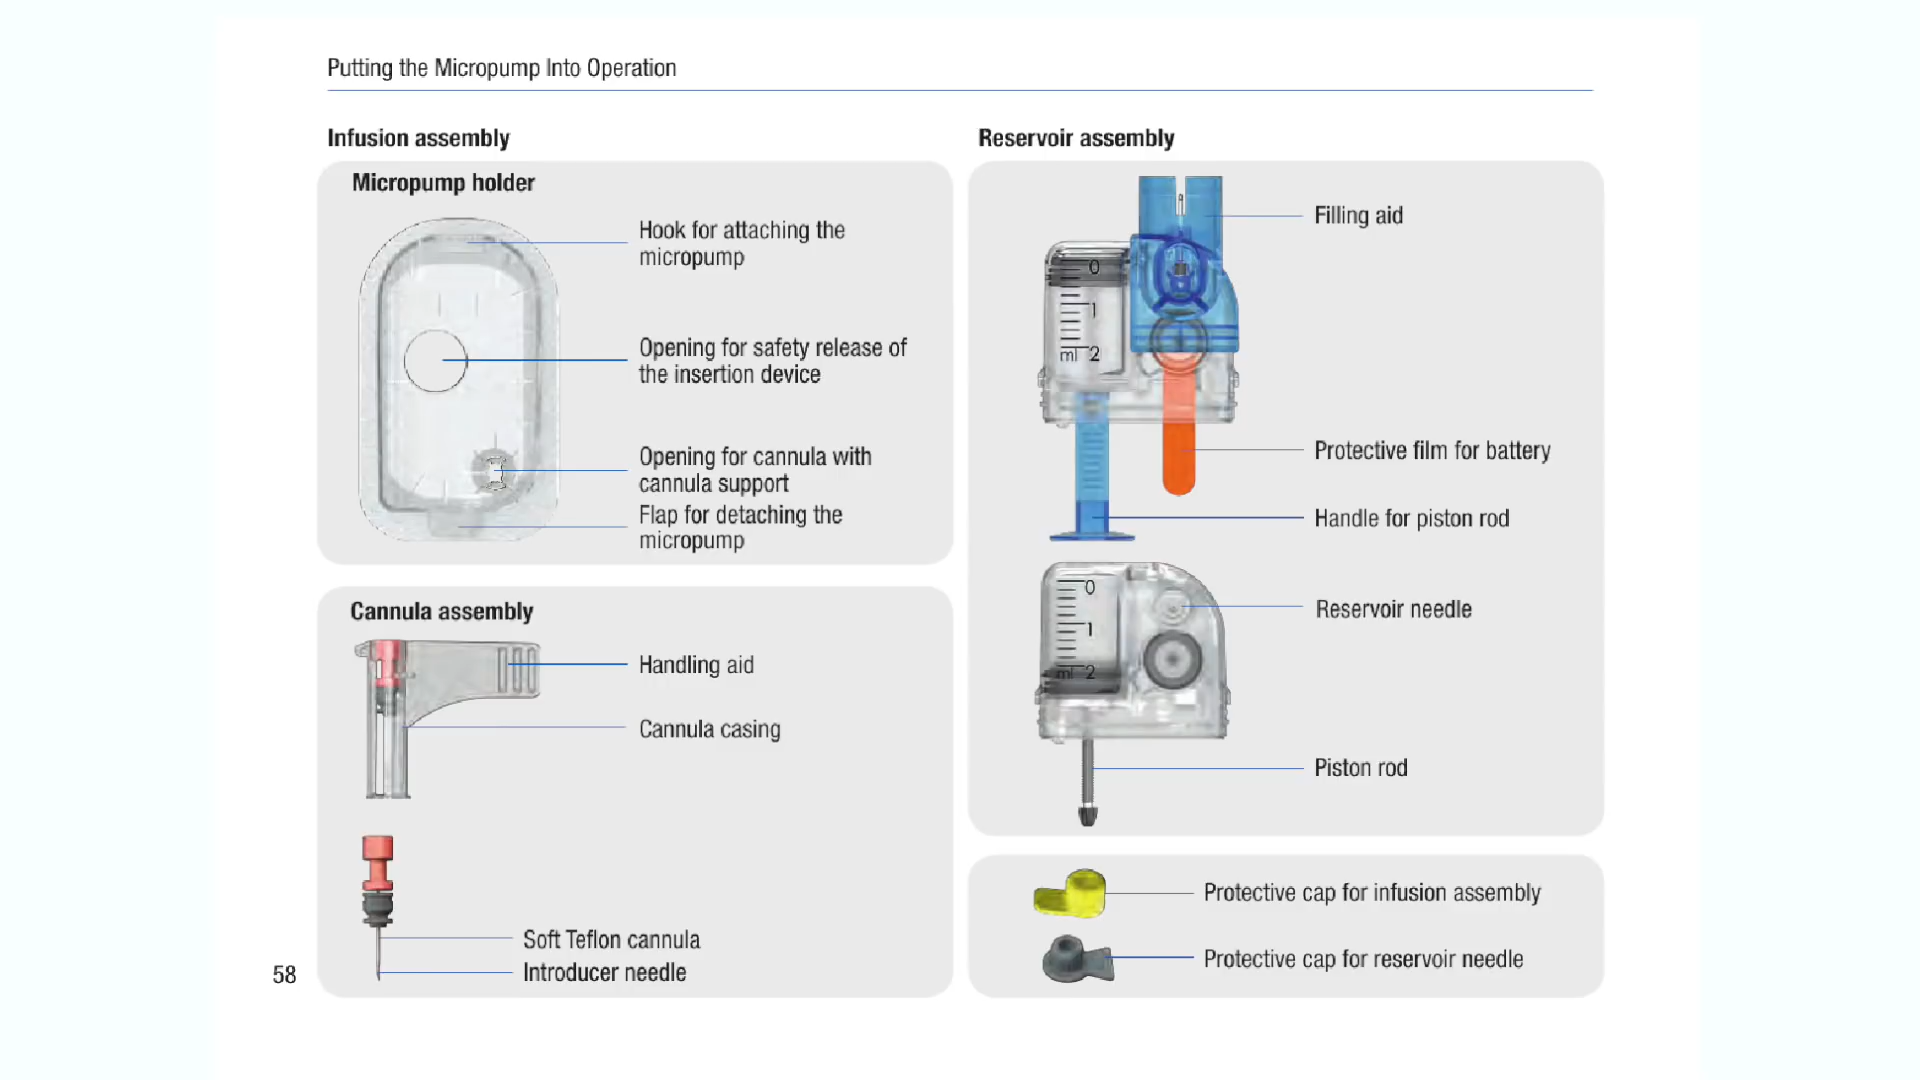 Putting the Micropump Into Operation
Infusion assembly
Micropump holder
Hook for attaching the
micropump
Opening for safety release of
the insertion device
Opening for cannula with
cannula support
Flap for detaching the
micropump
Cannula assembly
Handling aid
Cannula casing
Soft Teflon cannula
Introducer needle
58
Reservoir assembly
Filling aid
0
1
ml 2
Protective film for battery
Handle for piston rod
0
1
ml 2
Reservoir needle
Piston rod
Protective cap for infusion assembly
Protective cap for reservoir needle